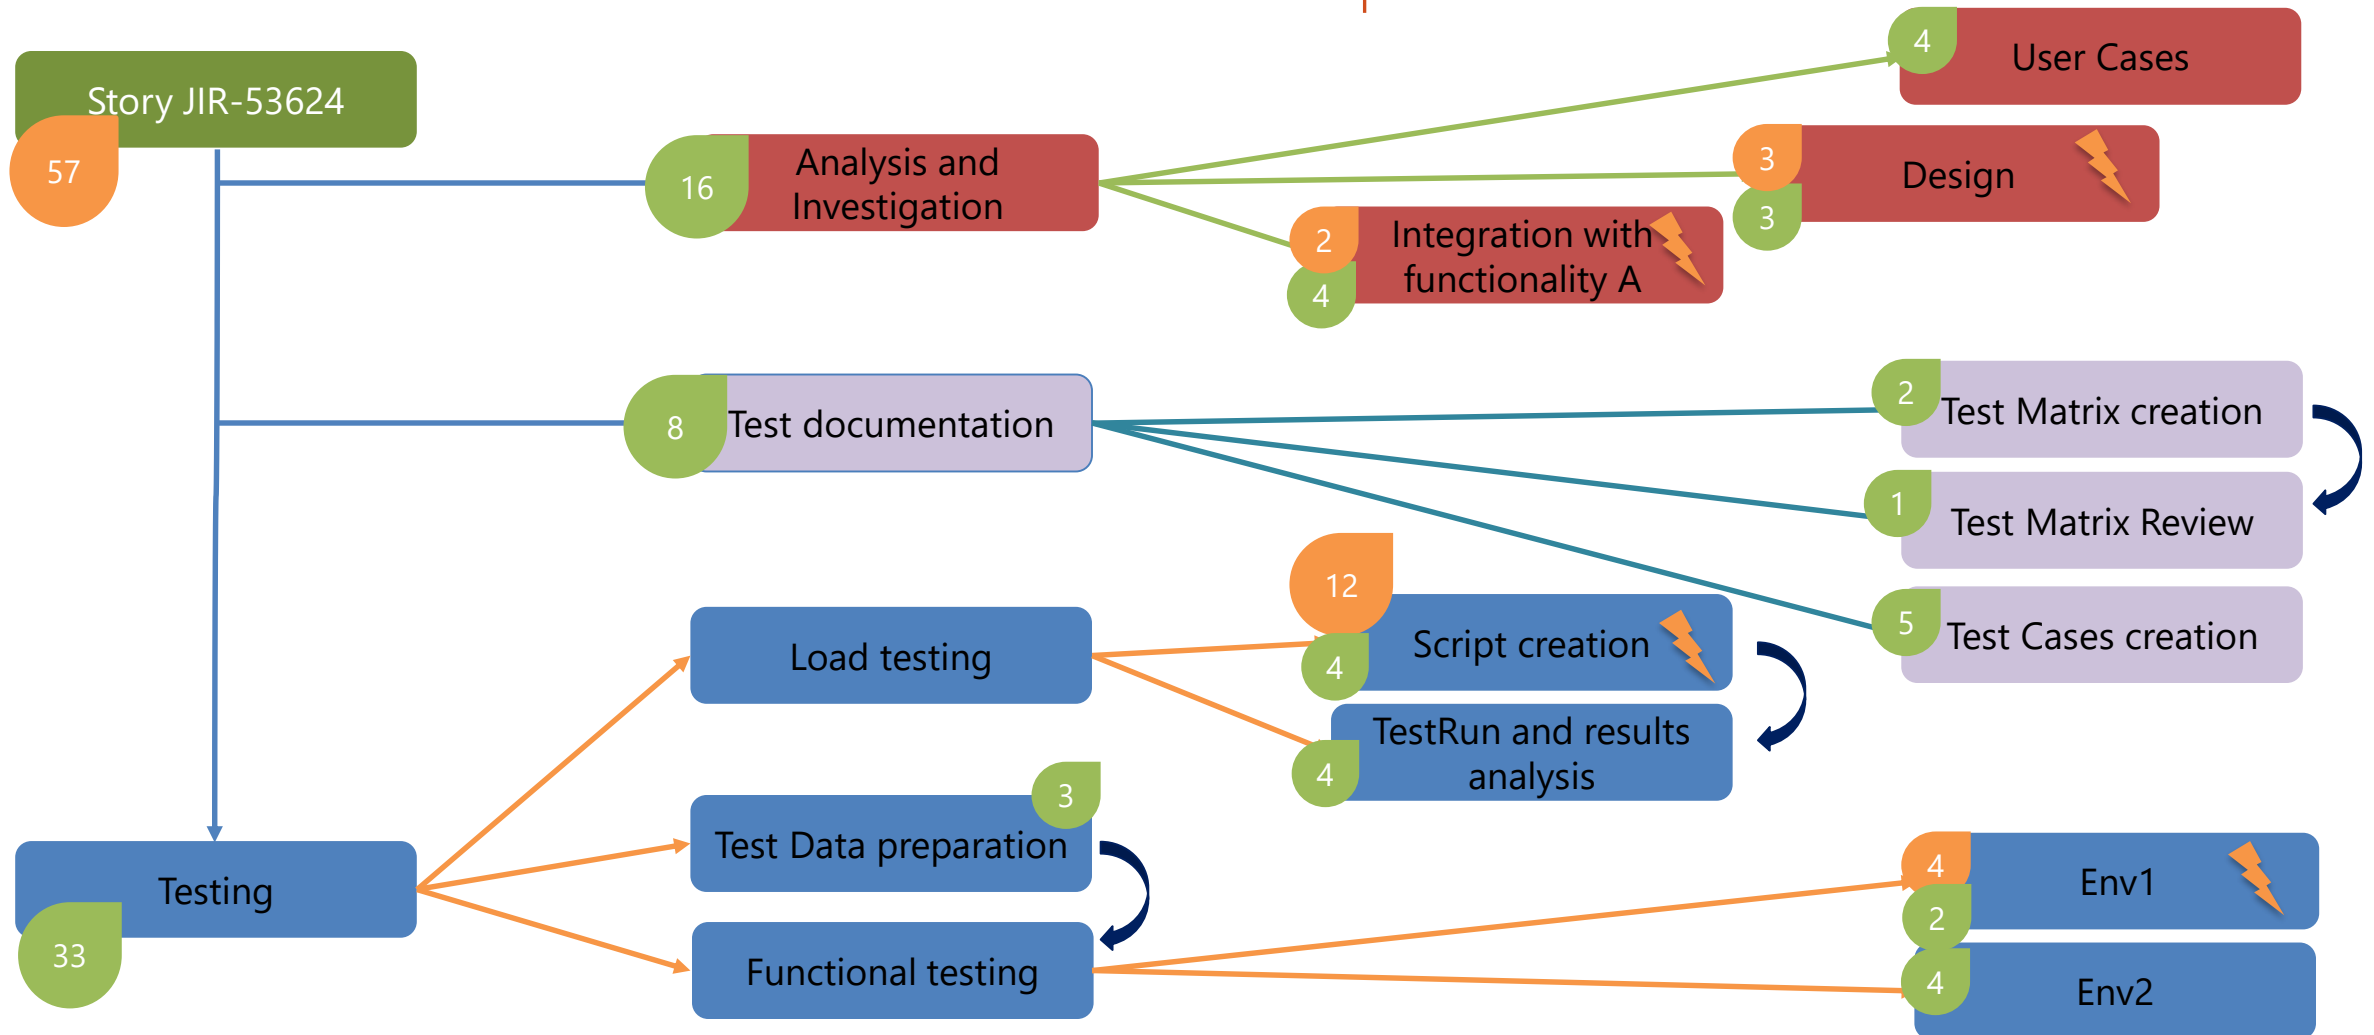 Story JIR-53624
57
16
Analysis and
Investigation
4
User Cases
3
3
Design
2
4
Integration with
functionality A
8
Test documentation
2
Test Matrix creation
1
Test Matrix Review
5
Test Cases creation
Load testing
12
4
Script creation
4
TestRun and results
analysis
3
Test Data preparation
Testing
33
Functional testing
4
2
Env1
4
Env2